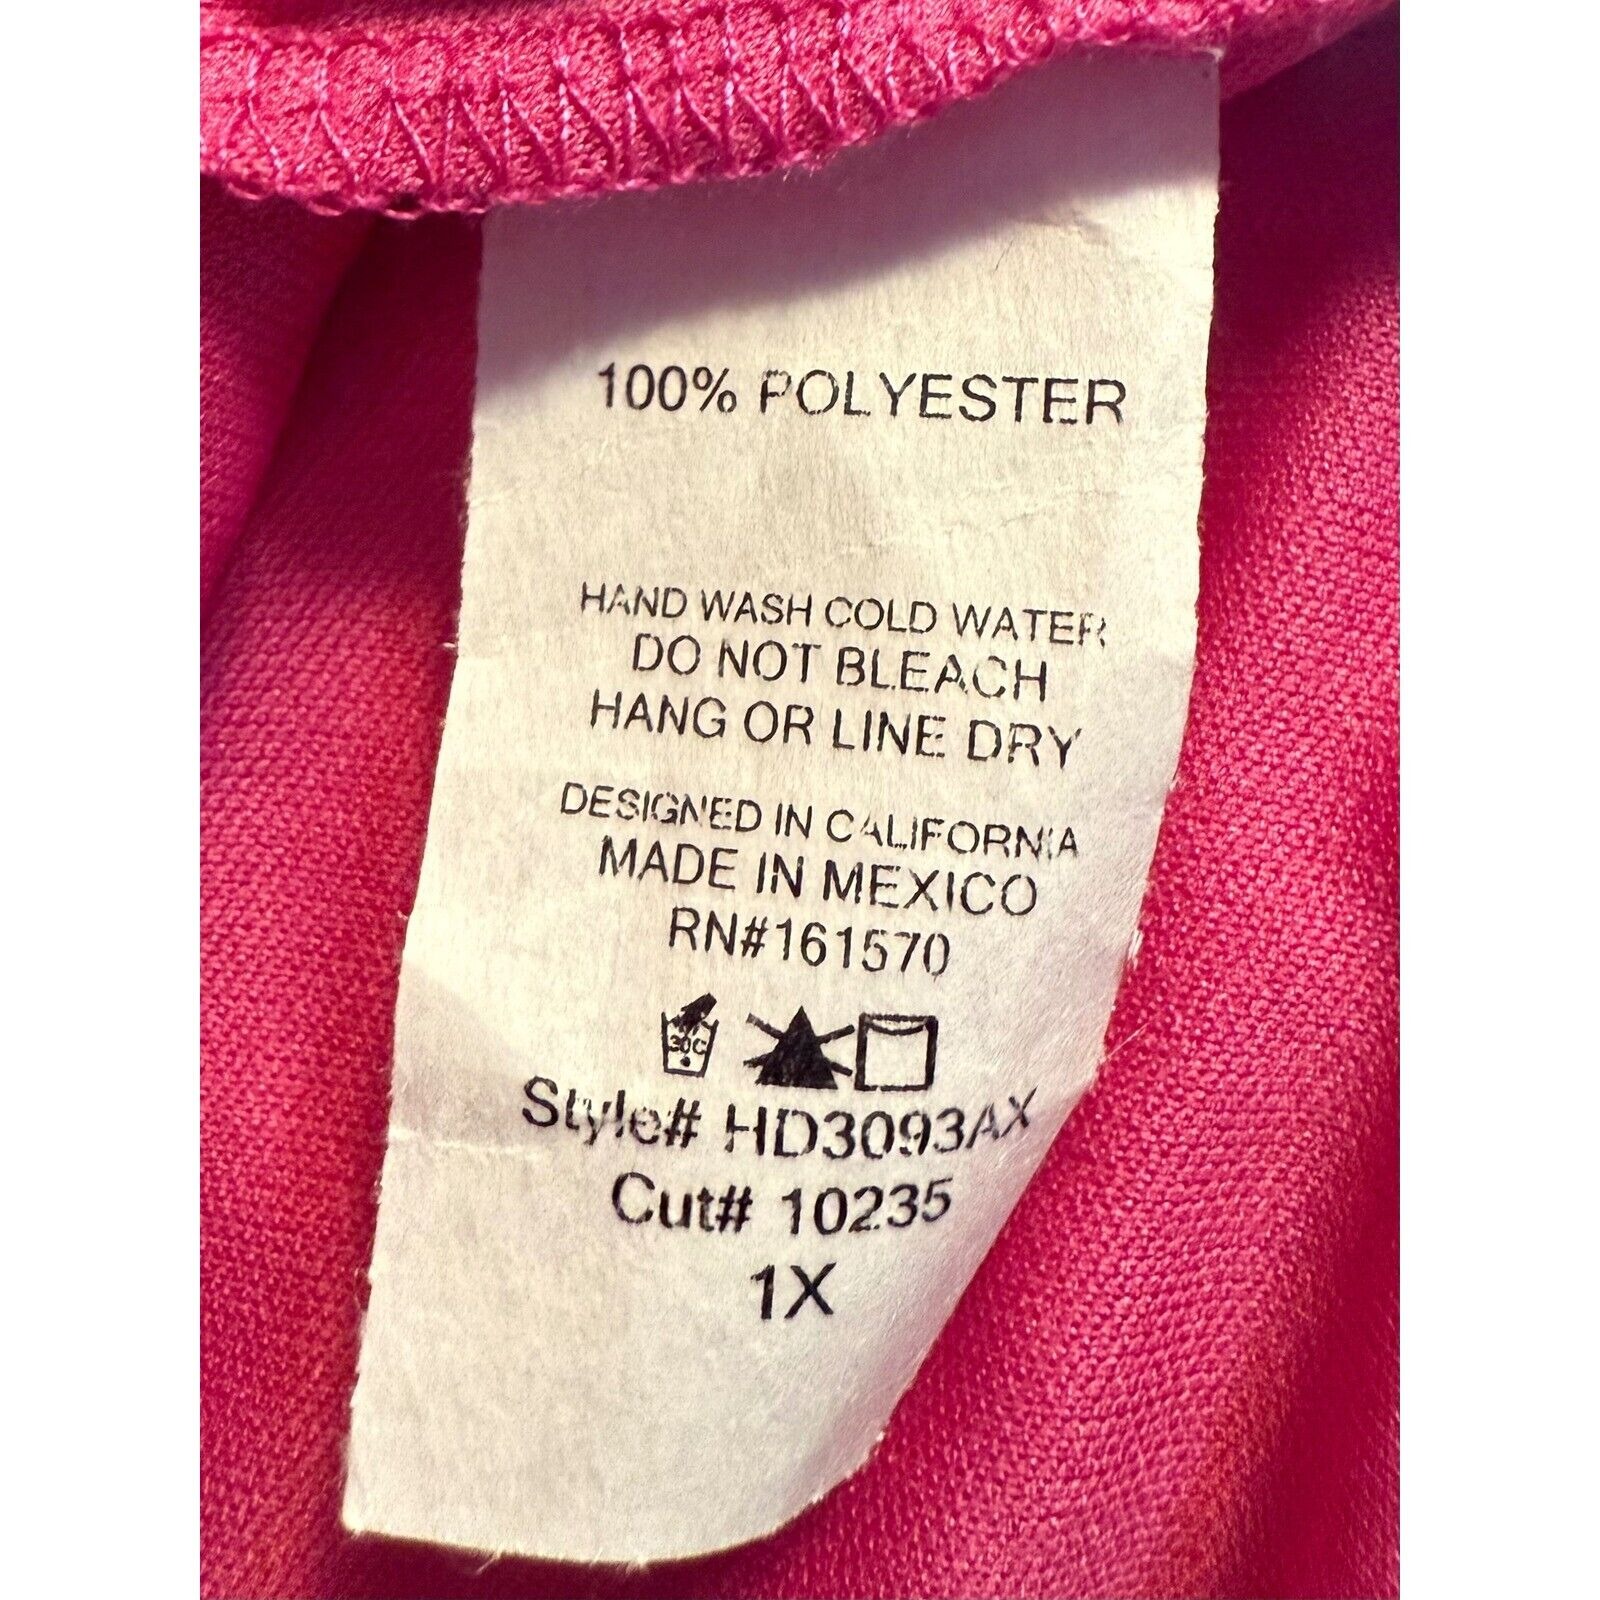 100% POLYESTER
HAND WASH COLD WATER
DO NOT BLEACH
HANG OR LINE DRY
DESIGNED IN CALIFORNIA
MADE IN MEXICO
RN#161570
30C
Style# HD3093AX
Cut# 10235
1X